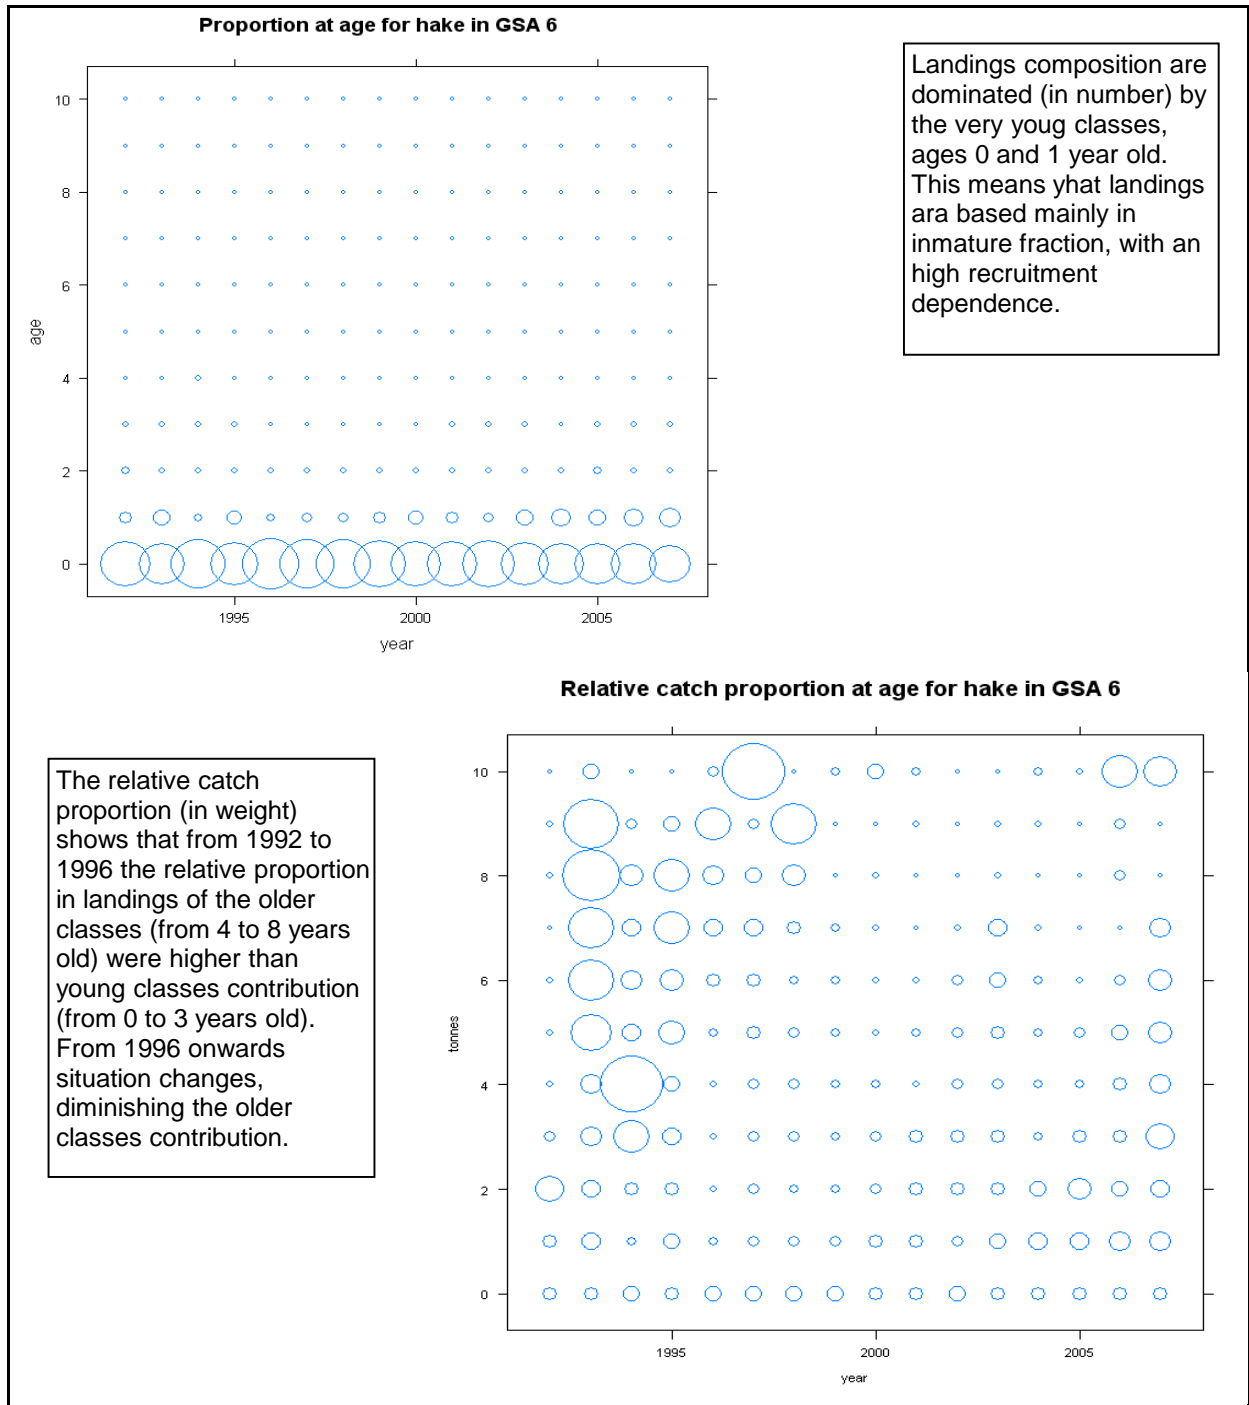 Proportion at age for hake in GSA 6
10
8
6
4
2
0
age
1995
2000
2005
year
Landings composition are
dominated (in number) by
the very youg classes,
ages 0 and 1 year old.
This means yhat landings
ara based mainly in
inmature fraction, with an
high recruitment
dependence.
Relative catch proportion at age for hake in GSA 6
The relative catch
proportion (in weight)
shows that from 1992 to
1996 the relative proportion
in landings of the older
classes (from 4 to 8 years
old) were higher than
young classes contribution
(from 0 to 3 years old).
From 1996 onwards
situation changes,
diminishing the older
classes contribution.
10
8
6
4
2
0
tonnes
1995
2000
2005
year